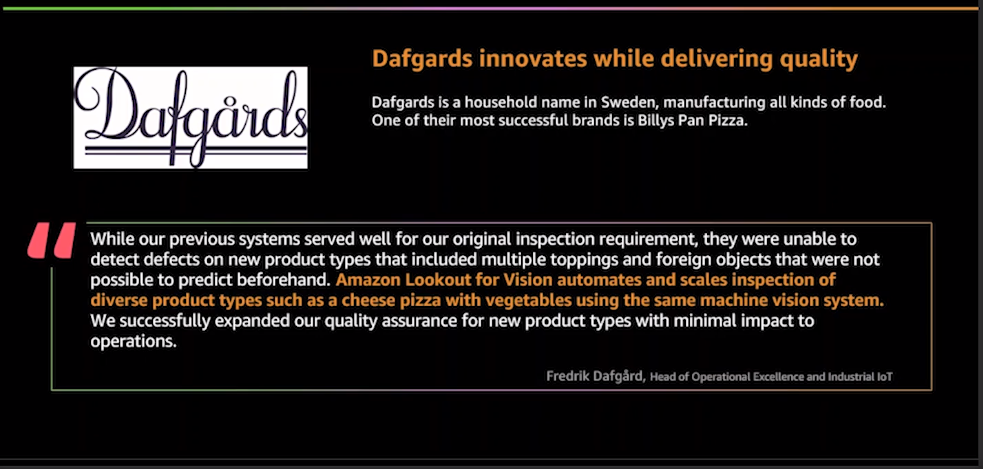 Dafgårds
Dafgards innovates while delivering quality
Dafgards is a household name in Sweden, manufacturing all kinds of food.
One of their most successful brands is Billys Pan Pizza.
“
While our previous systems served well for our original inspection requirement, they were unable to
detect defects on new product types that included multiple toppings and foreign objects that were not
possible to predict beforehand. Amazon Lookout for Vision automates and scales inspection of
diverse product types such as a cheese pizza with vegetables using the same machine vision system.
We successfully expanded our quality assurance for new product types with minimal impact to
operations.
Fredrik Dafgård, Head of Operational Excellence and Industrial IoT